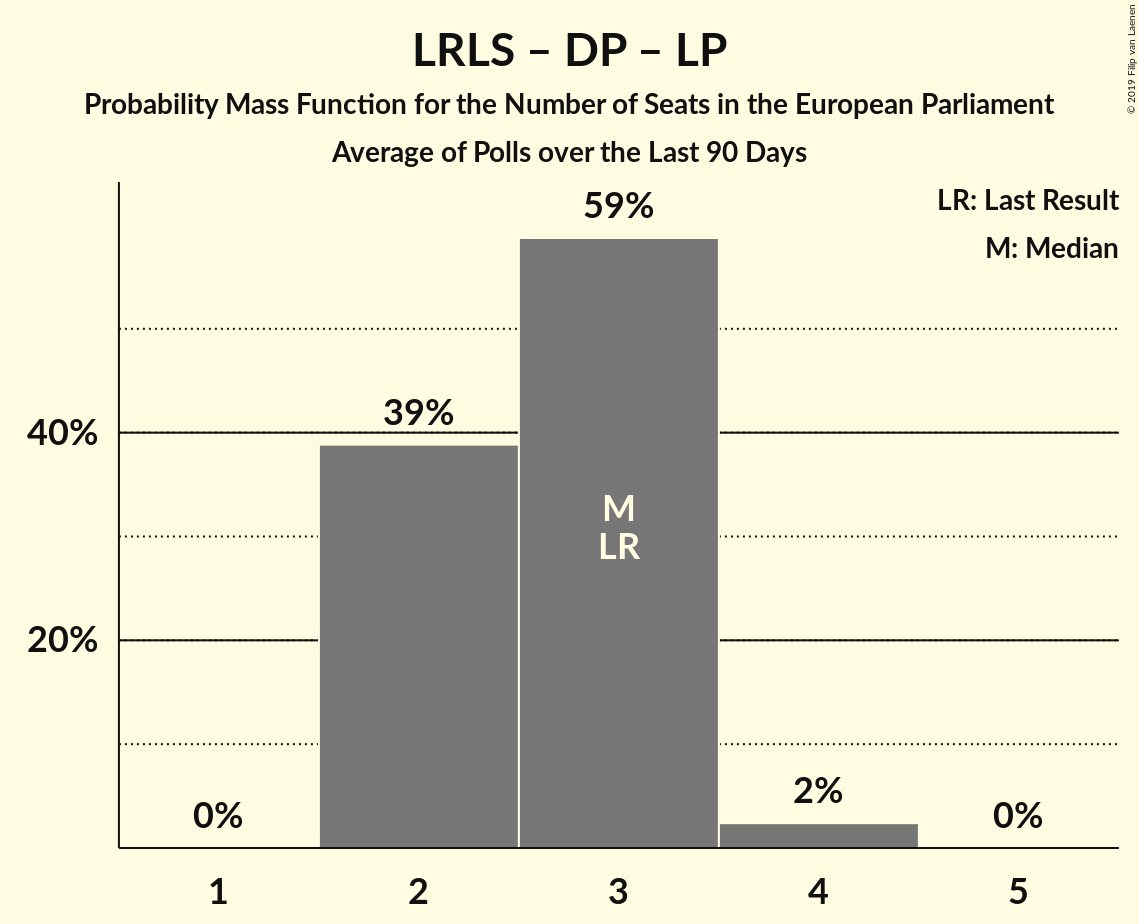 LRLS – DP – LP
Probability Mass Function for the Number of Seats in the European Parliament
Average of Polls over the Last 90 Days
© 2019 Filip van Laenen
LR: Last Result
M: Median
59%
39%
40%
M
LR
20%
2%
0%
0%
1
2
3
4
5